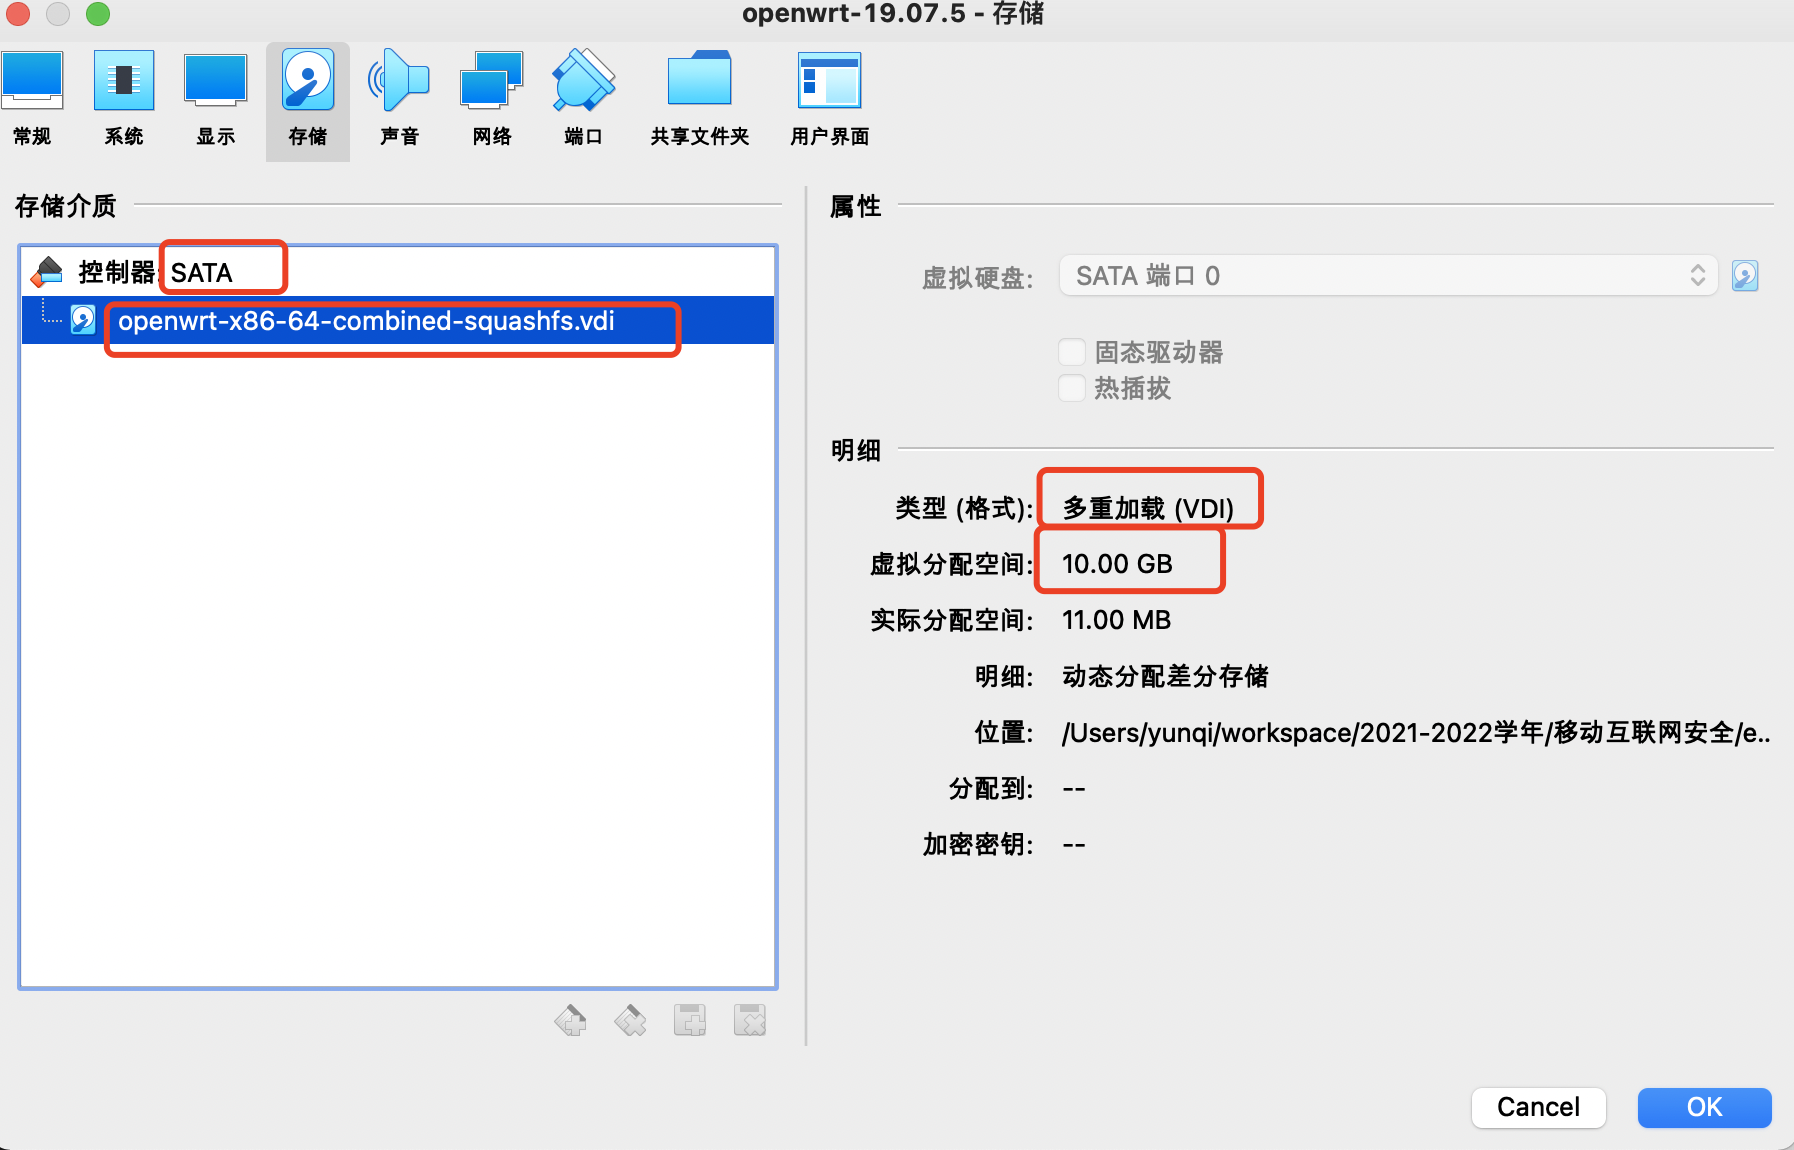 openwrt-19.07.5 - 存储
常规 系统 显示 存储 声音 网络 端口 共享文件夹 用户界面
存储介质
控制器: SATA
openwrt-x86-64-combined-squashfs.vdi
属性
虚拟硬盘: SATA 端口 0
固态驱动器
热插拔
明细
类型 (格式): 多重加载 (VDI)
虚拟分配空间: 10.00 GB
实际分配空间: 11.00 MB
明细: 动态分配差分存储
位置: /Users/yunqi/workspace/2021-2022学年/移动互联网安全/e..
分配到: --
加密密钥: --
Cancel OK